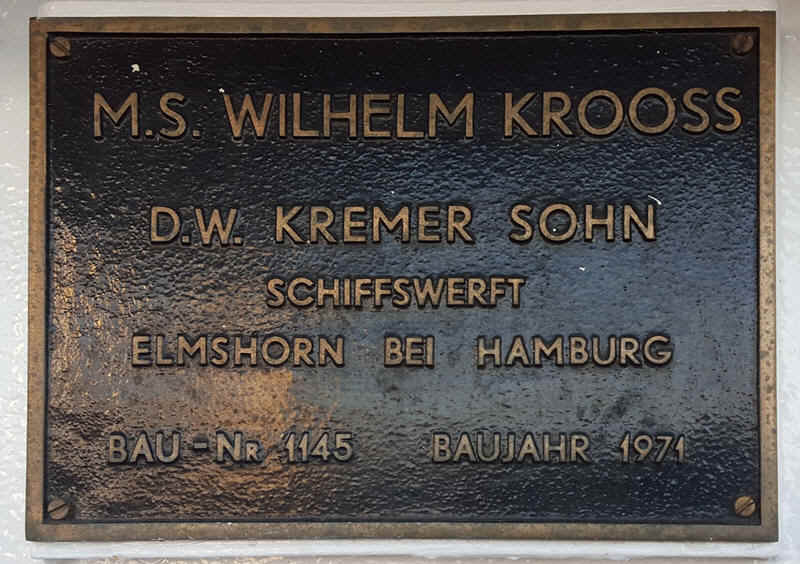 M.S. WILHELM KROOSS
D.W. KREMER SOHN
SCHIFFSWERFT
ELMSHORN BEI HAMBURG
BAU-NR 1145 BAUJAHR 1971